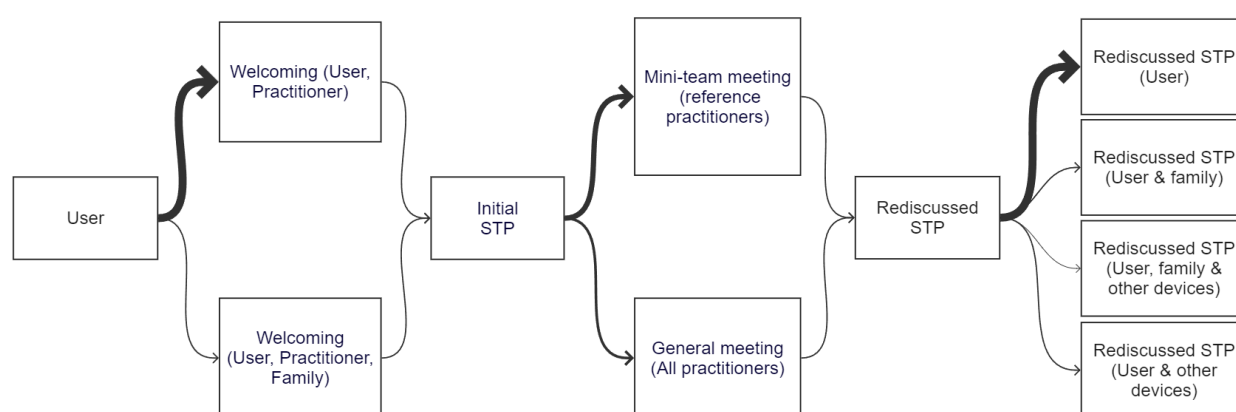 User
Welcoming (User,
Practitioner)
Welcoming
(User, Practitioner,
Family)
Initial
STP
Mini-team meeting
(reference
practitioners)
General meeting
(All practitioners)
Rediscussed
STP
Rediscussed STP
(User)
Rediscussed STP
(User & family)
Rediscussed STP
(User, family &
other devices)
Rediscussed STP
(User & other
devices)